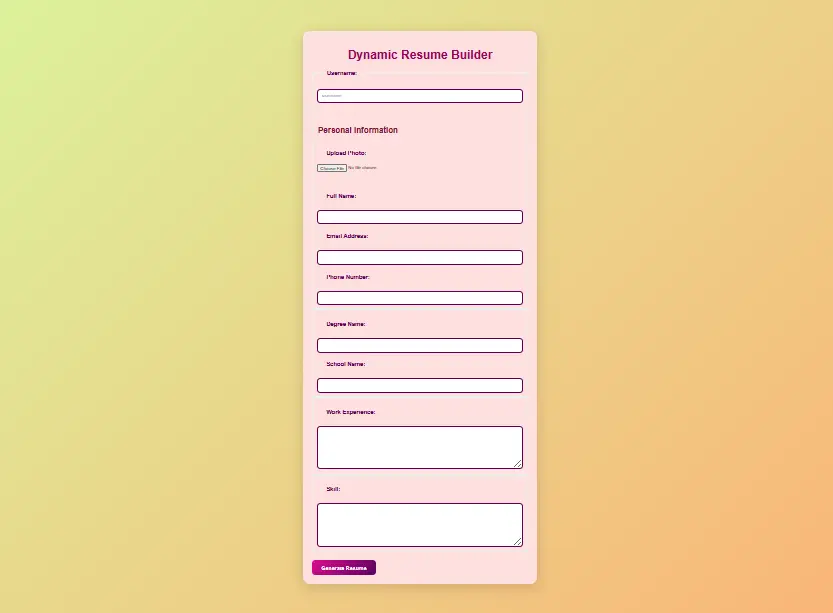 Dynamic Resume Builder
Username:
Personal Information
Upload Photo:
Choose File No file chosen
Full Name:
Email Address:
Phone Number:
Degree Name:
School Name:
Work Experience:
Skill:
Generate Resume